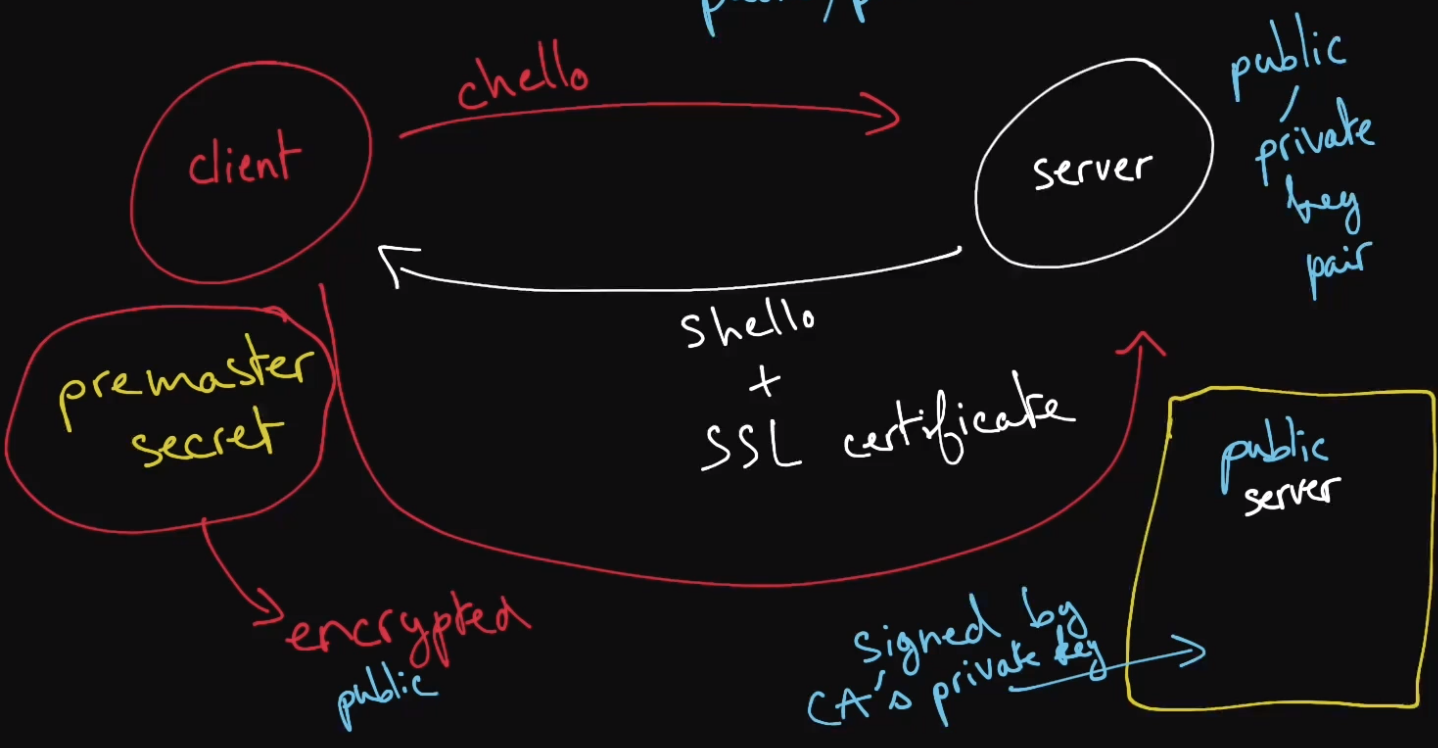 chello
client
server
public
/
private
key
pair
shello
+
SSL certificate
premaster
secret
encrypted
public
public
server
signed by
CA's private key